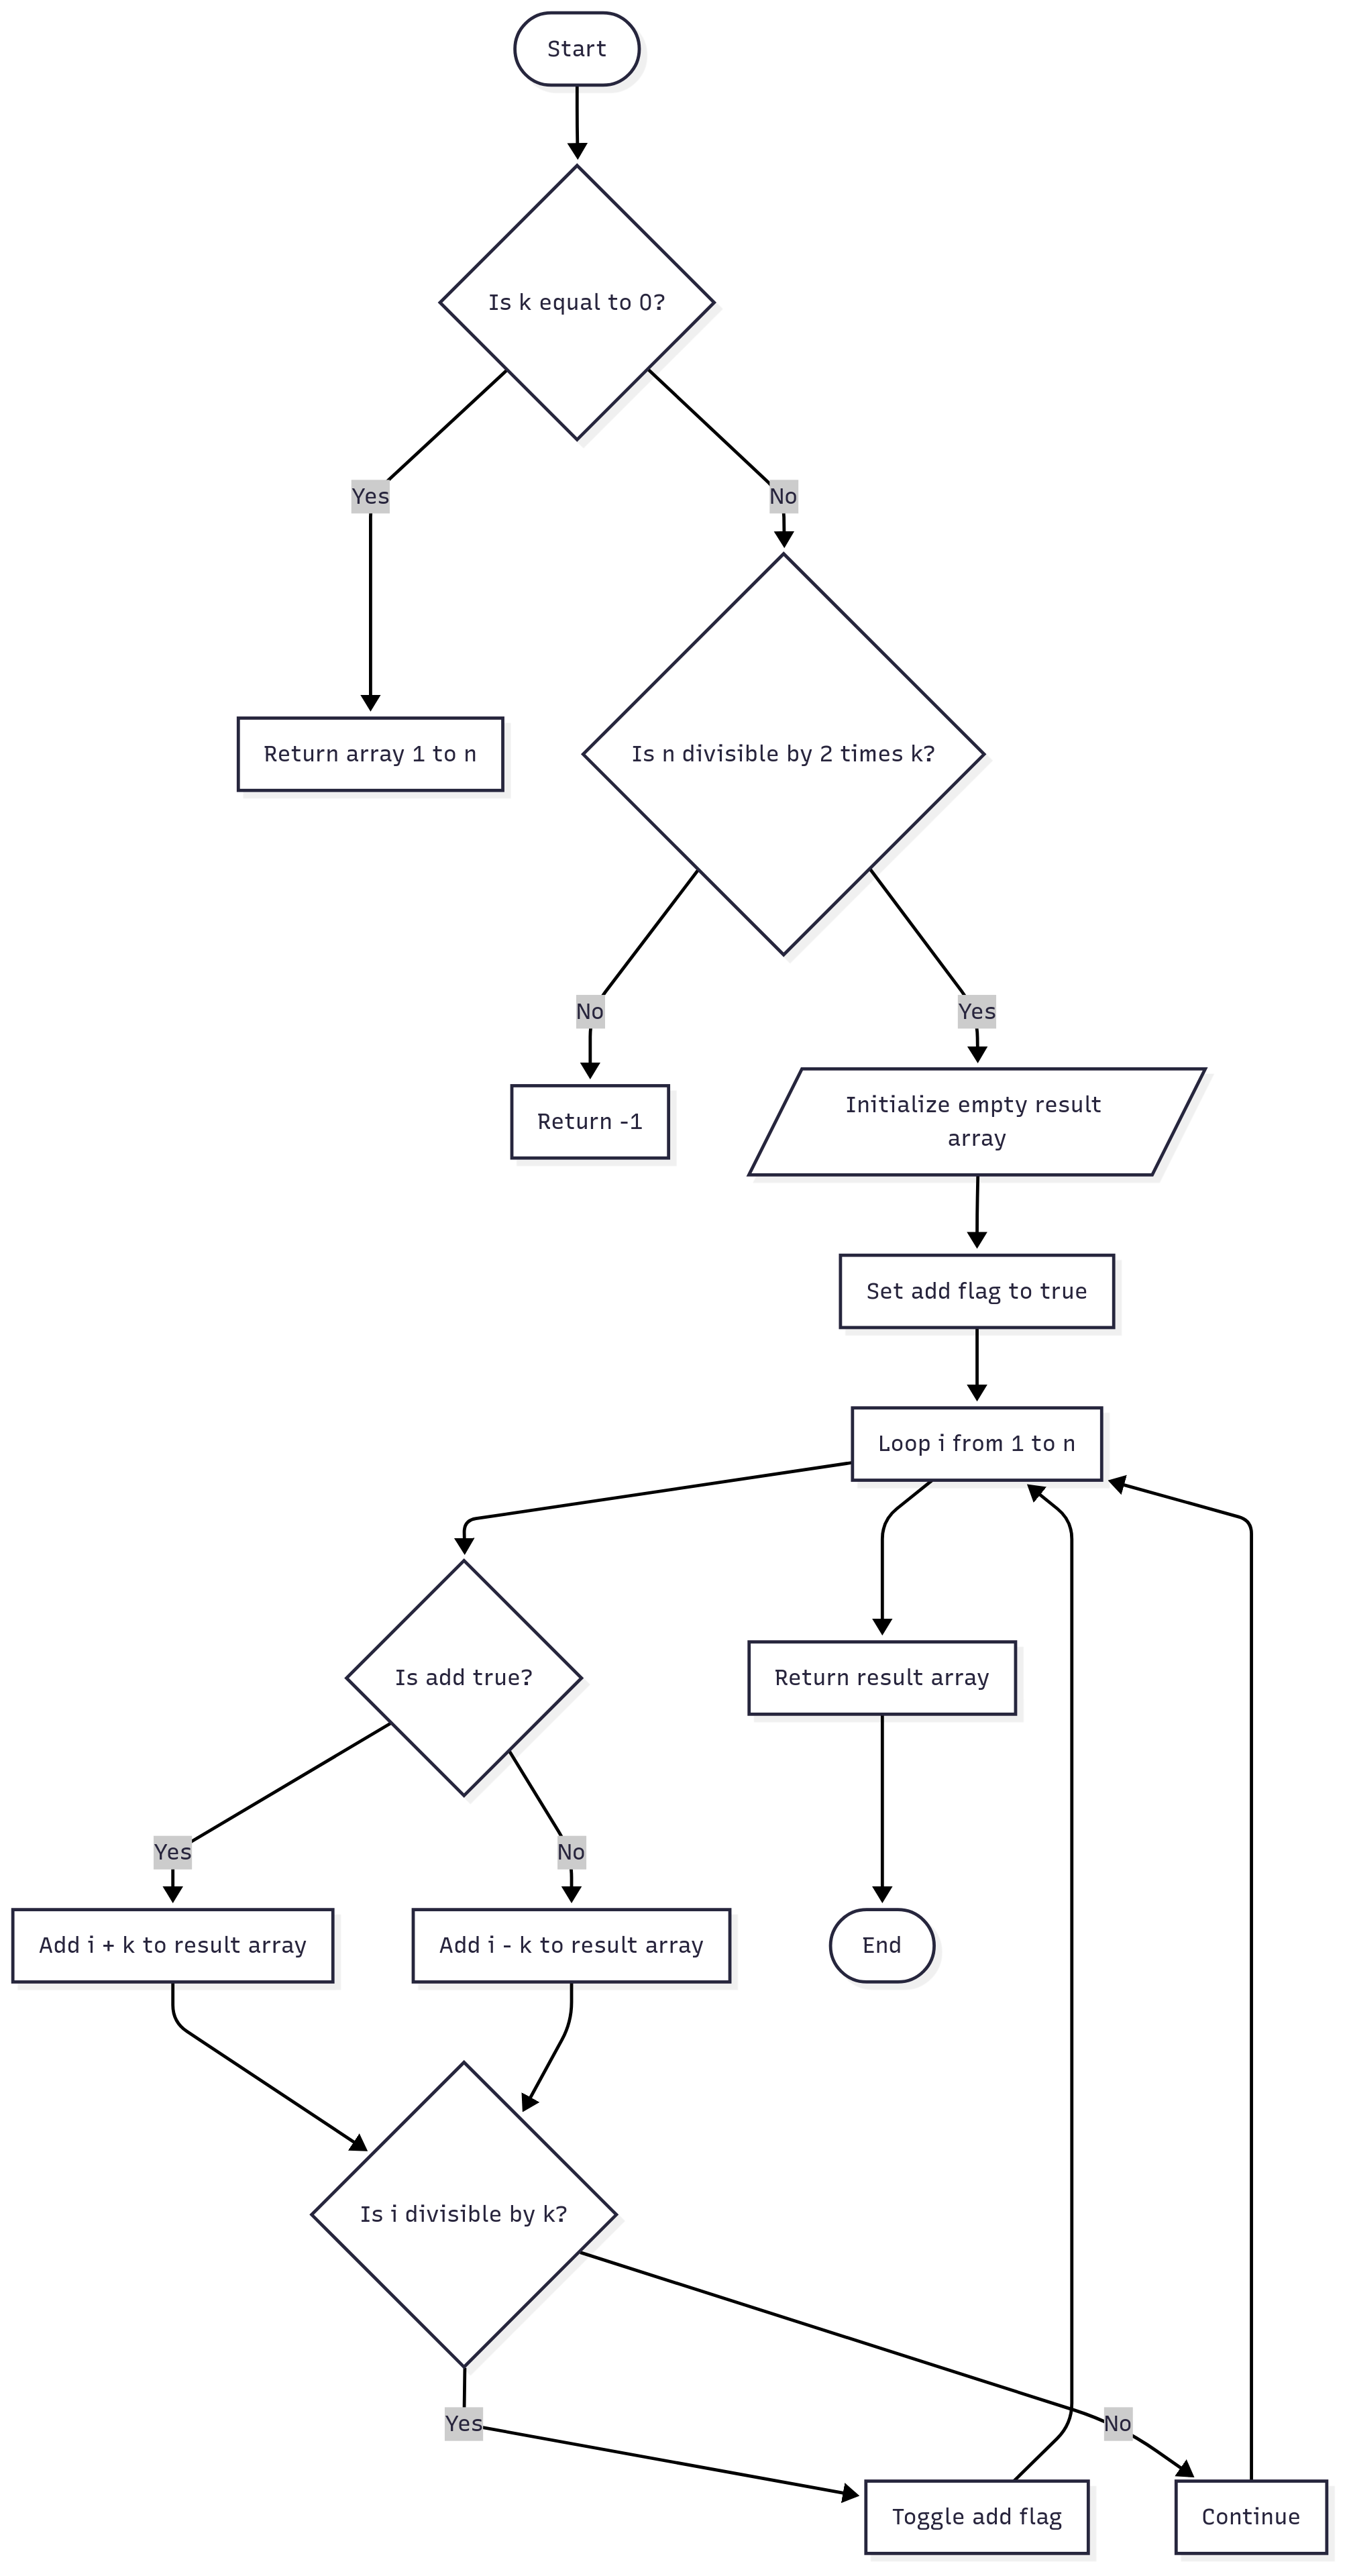 Start
Is k equal to 0?
Yes
No
Return array 1 to n
Is n divisible by 2 times k?
No
Yes
Return -1
Initialize empty result
array
Set add flag to true
Loop i from 1 to n
Is add true?
Return result array
Yes
No
Add i + k to result array
Add i - k to result array
End
Is i divisible by k?
Yes
No
Toggle add flag
Continue